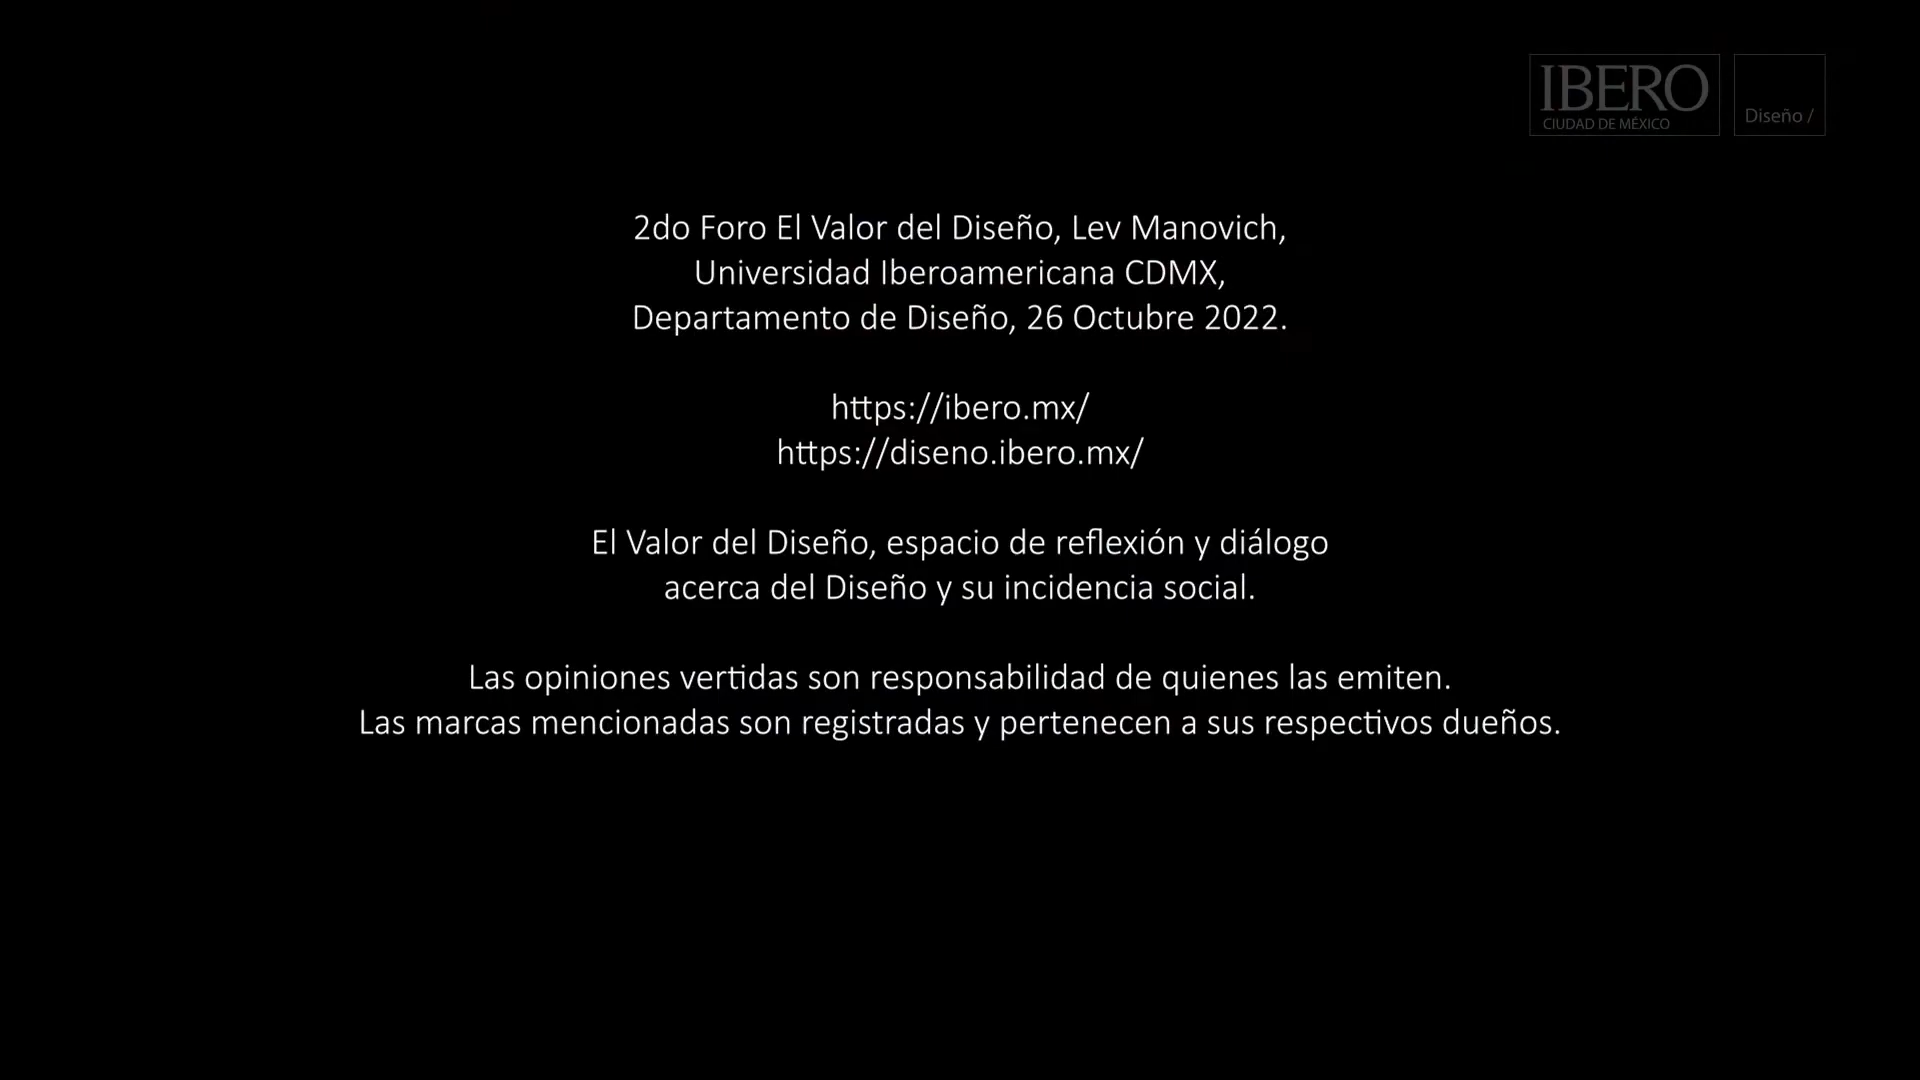 IBERO
CIUDAD DE MÉXICO
Diseño /
2do Foro El Valor del Diseño, Lev Manovich,
Universidad Iberoamericana CDMX,
Departamento de Diseño, 26 Octubre 2022.
https://ibero.mx/
https://diseno.ibero.mx/
El Valor del Diseño, espacio de reflexión y diálogo
acerca del Diseño y su incidencia social.
Las opiniones vertidas son responsabilidad de quienes las emiten.
Las marcas mencionadas son registradas y pertenecen a sus respectivos dueños.